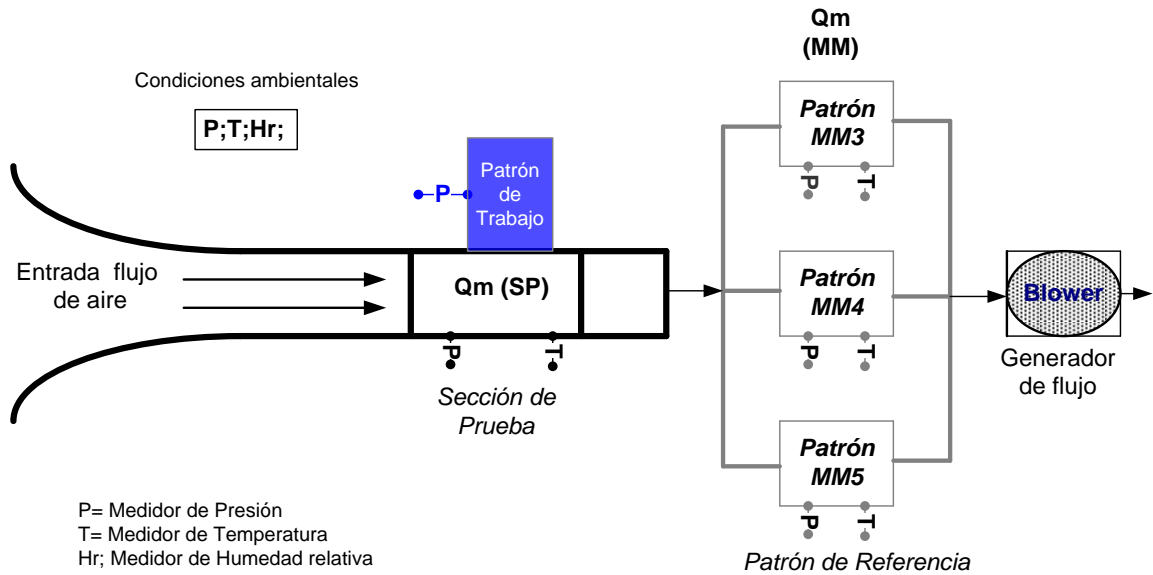 Qm
(MM)
Condiciones ambientales
P;T;Hr;
Patrón
de
Trabajo
P
Entrada flujo
de aire
Qm (SP)
P
T
Sección de
Prueba
Patrón
MM3
P
T
Patrón
MM4
P
T
Patrón
MM5
P
T
Patrón de Referencia
Blower
Generador
de flujo
P= Medidor de Presión
T= Medidor de Temperatura
Hr; Medidor de Humedad relativa